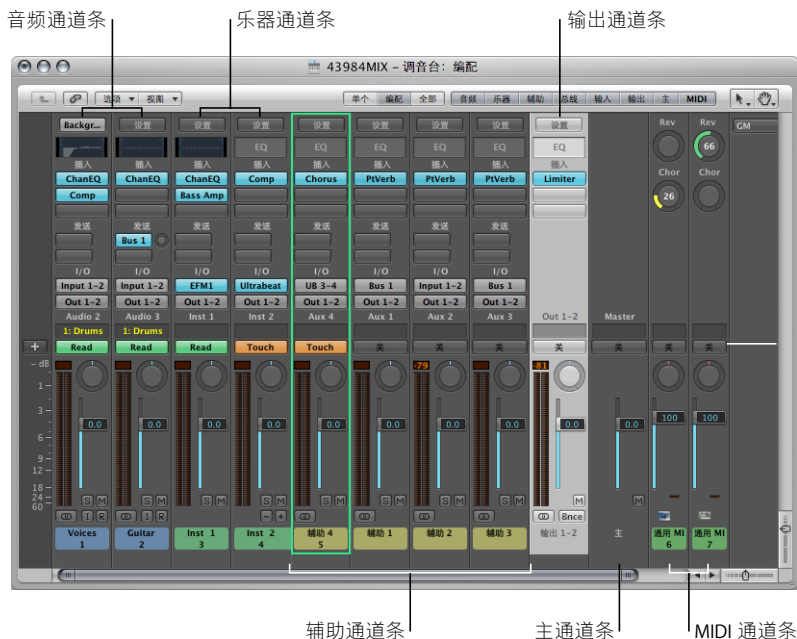 音频通道条 乐器通道条 输出通道条
43984MIX – 调音台：编配
选项 视图 单个 编配 全部 音频 乐器 辅助 总线 输入 输出 主 MIDI
Backgr... 设置 设置 设置 设置 设置 设置 设置 设置 Rev Rev GM
EQ EQ EQ EQ EQ EQ 66
插入 插入 插入 插入 插入 插入 插入 插入 插入 Chor Chor
ChanEQ ChanEQ ChanEQ Comp Chorus PtVerb PtVerb PtVerb Limiter
Comp Bass Amp 26
发送 发送 发送 发送 发送 发送 发送 发送
Bus 1
I/O I/O I/O I/O I/O I/O I/O I/O
Input 1–2 Input 1–2 EFM1 Ultrabeat UB 3–4 Bus 1 Input 1–2 Bus 1
Out 1–2 Out 1–2 Out 1–2 Out 1–2 Out 1–2 Out 1–2 Out 1–2 Out 1–2
Audio 2 Audio 3 Inst 1 Inst 2 Aux 4 Aux 1 Aux 2 Aux 3 Out 1–2 Master
1: Drums 1: Drums
+ Read Read Read Touch Touch 关 关 关 关 关 关 关
– dB -79 -81
1
3 0.0 0.0 0.0 0.0 0.0 0.0 0.0 0.0 0.0 0.0 100 100
6
9
12
18
24 S M S M S M S M S M S M S M S M M M
60 I R I R – + Bnce
Voices Guitar Inst 1 Inst 2 辅助 4 辅助 1 辅助 2 辅助 3 输出 1–2 主 通用 MI 通用 MI
1 2 3 4 5 6 7
辅助通道条 主通道条 MIDI 通道条